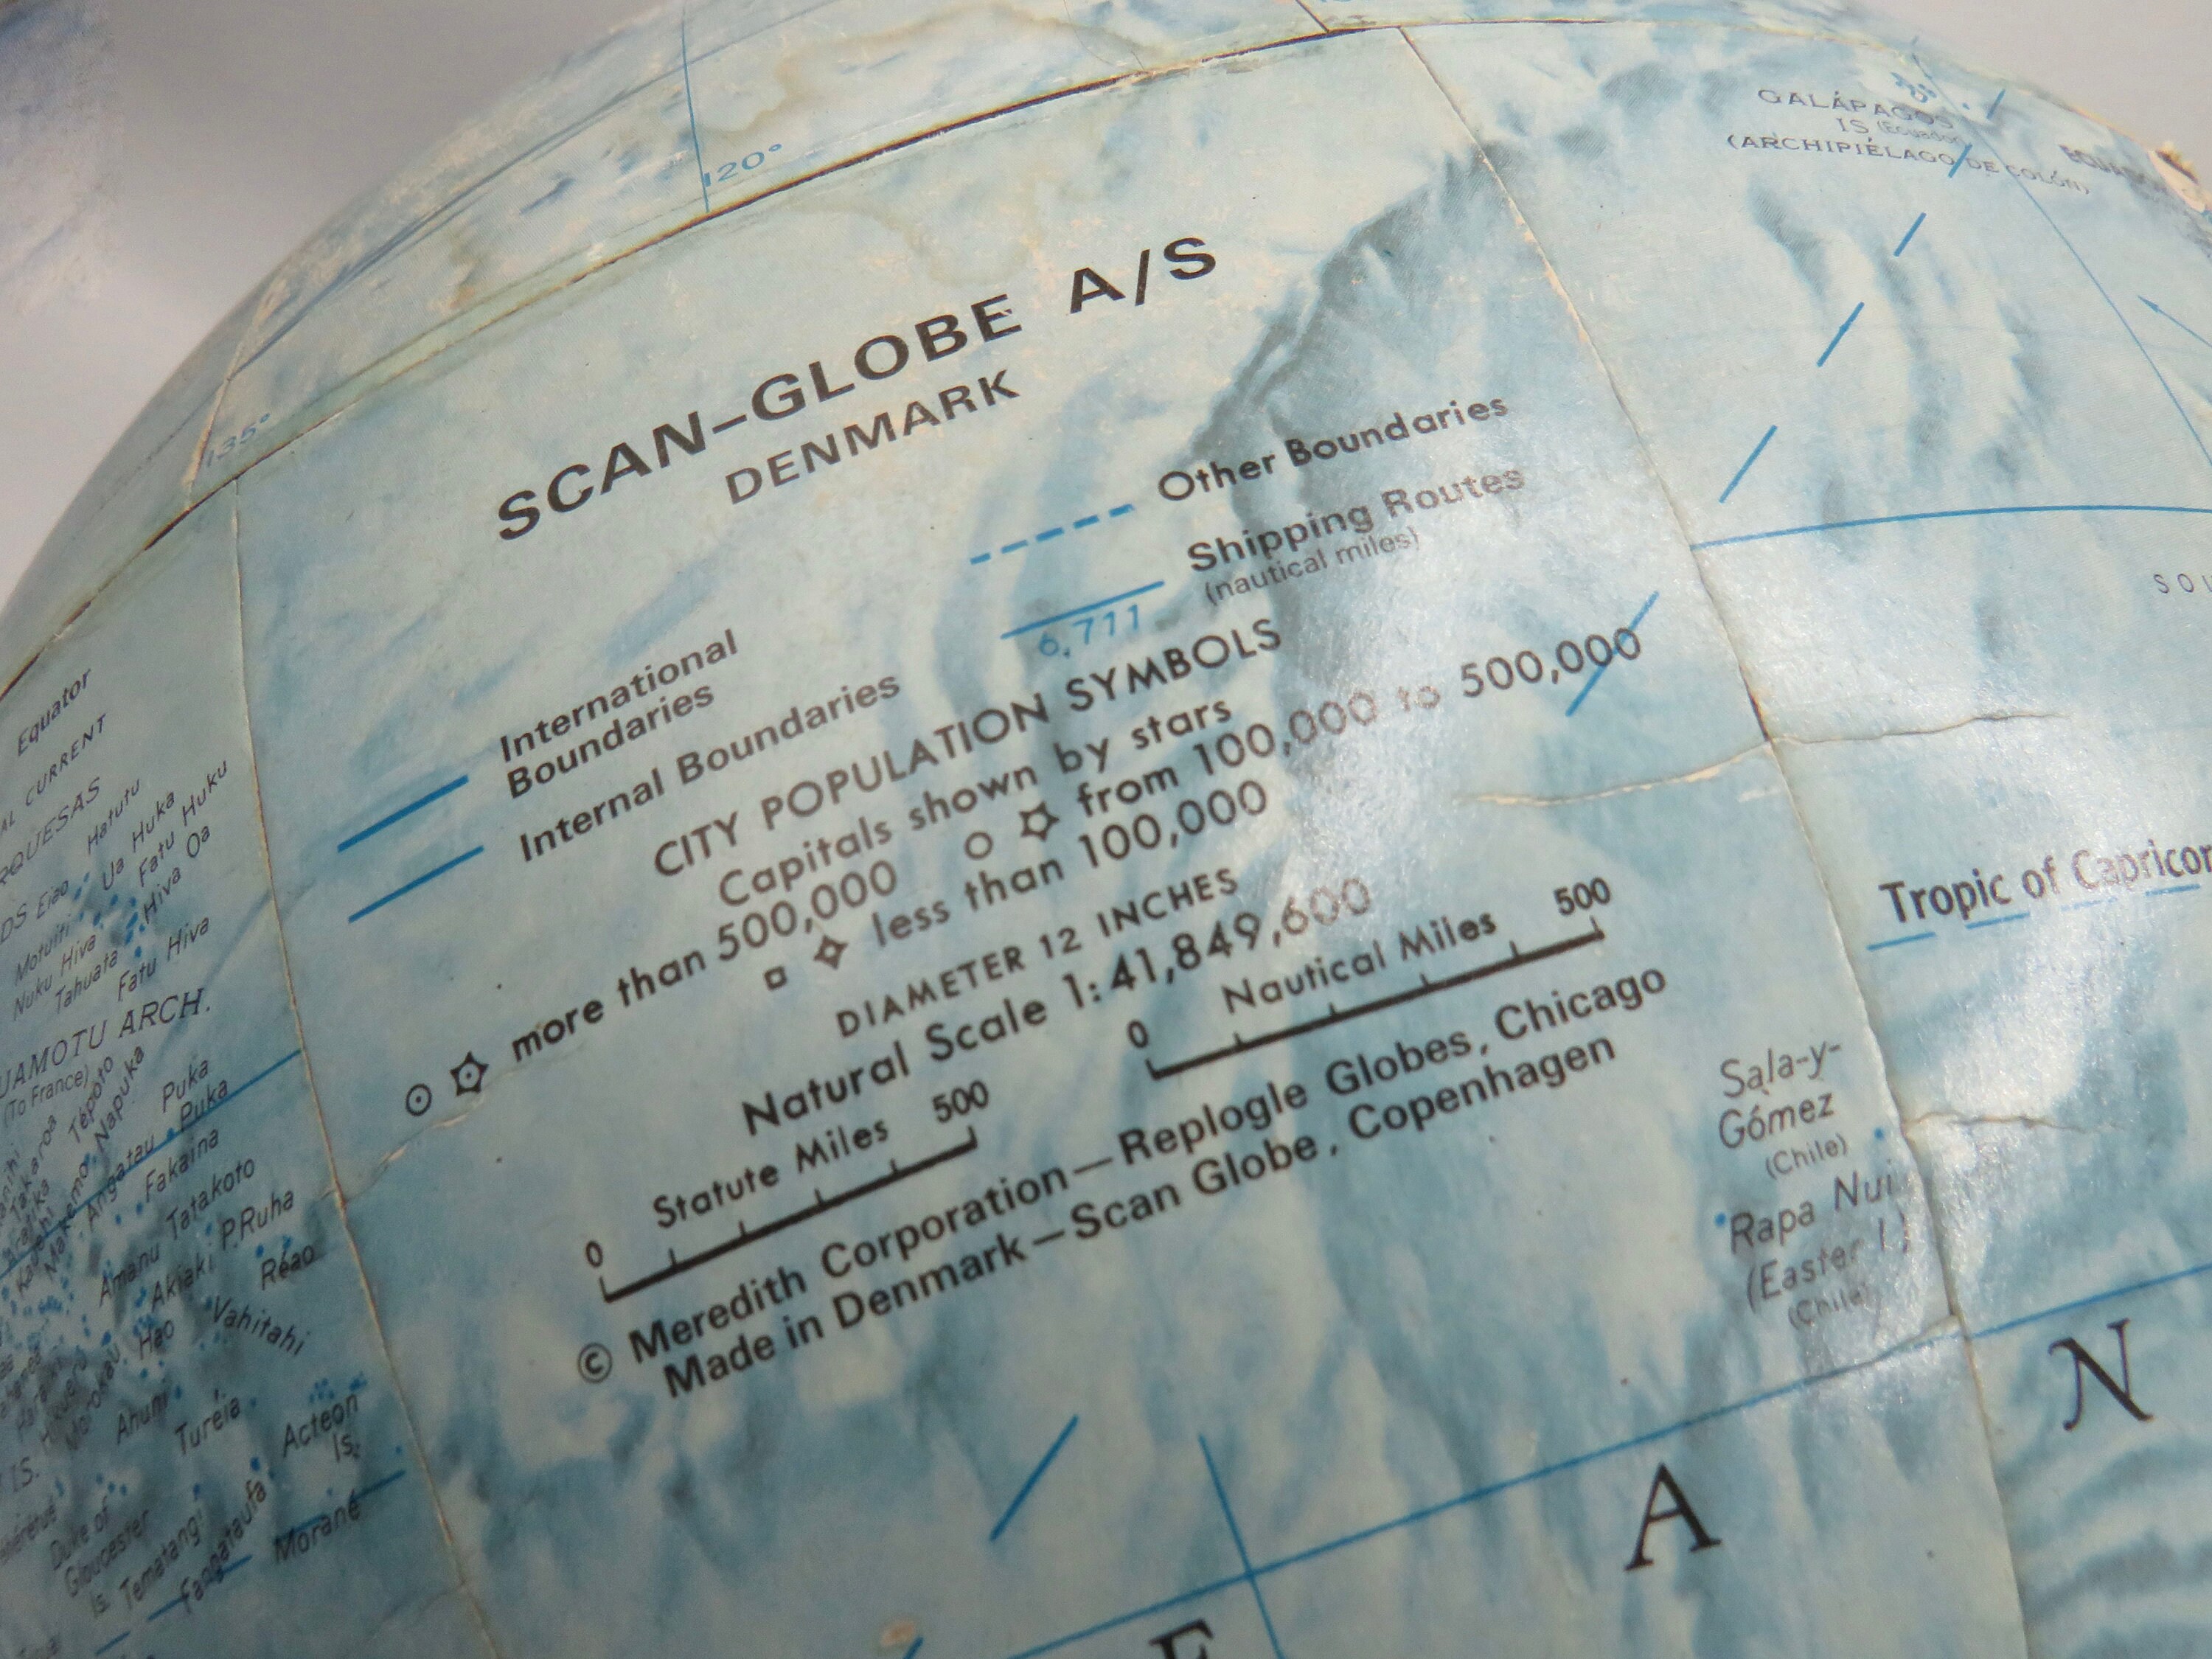 120°
135°
GALÁPAGOS
IS. (Ecuador)
(ARCHIPIÉLAGO DE COLÓN)
SCAN-GLOBE A/S
DENMARK
Other Boundaries
Shipping Routes
(nautical miles)
6,711
International
Boundaries
Internal Boundaries
CITY POPULATION SYMBOLS
Capitals shown by stars
more than 500,000
from 100,000 to 500,000
less than 100,000
DIAMETER 12 INCHES
Natural Scale 1:41,849,600
Statute Miles
0 500
Nautical Miles
0 500
© Meredith Corporation—Replogle Globes, Chicago
Made in Denmark—Scan Globe, Copenhagen
Equator
CURRENT
Hatutu
Eiao
Ua Huka
Motuiti
Fatu Huku
Nuku Hiva
Hiva Oa
Tahuata
Fatu Hiva
ARCH.
(To France)
Tepoto
Napuka
Puka
Puka
Angatau
Fakaina
Amanu
Tatakoto
Akiaki
P.Ruha
Hao
Réao
Vahitahi
Ahunui
Turéia
Acteon
Is.
Duke of
Gloucester
Is.
Tematangi
Fangataufa
Morané
Tropic of
Sala-y-
Gómez
(Chile)
Rapa Nui
(Easter I.)
(Chile)
N
A
E